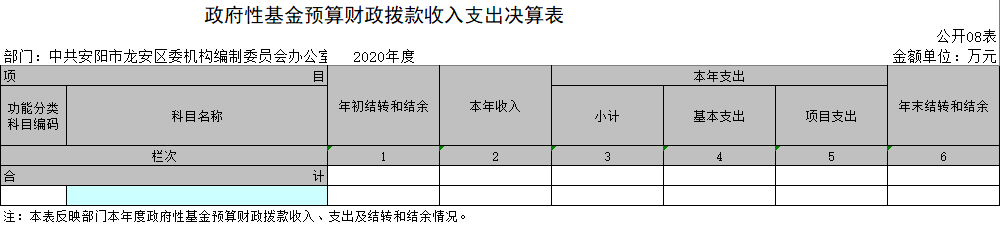 政府性基金预算财政拨款收入支出决算表
公开08表
部门：中共安阳市龙安区委机构编制委员会办公室 2020年度 金额单位：万元
项 目 年初结转和结余 本年收入 本年支出 年末结转和结余
功能分类科目编码 科目名称 小计 基本支出 项目支出
栏次 1 2 3 4 5 6
合 计
注：本表反映部门本年度政府性基金预算财政拨款收入、支出及结转和结余情况。